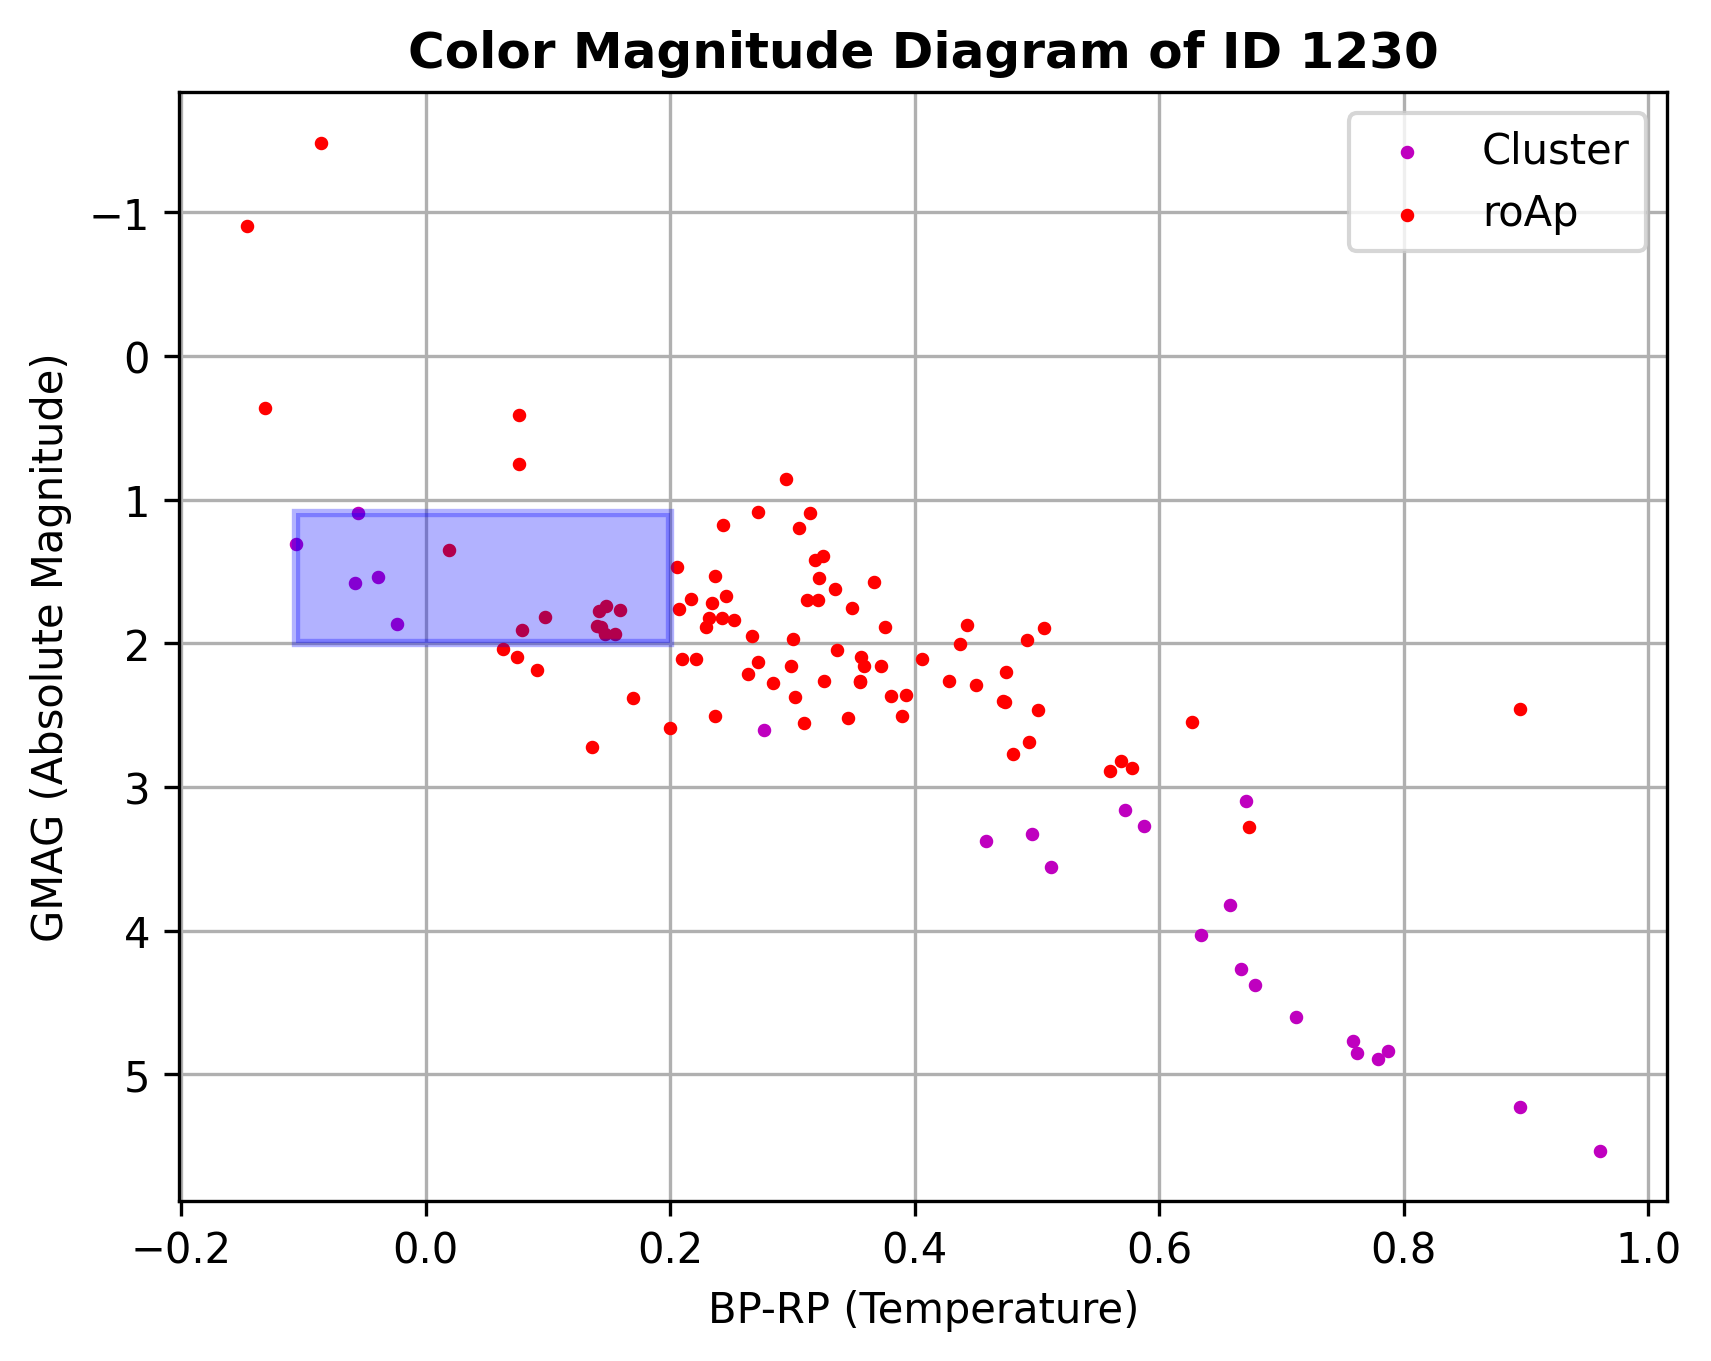 Color Magnitude Diagram of ID 1230
Cluster
roAp
−1
0
1
2
3
4
5
GMAG (Absolute Magnitude)
−0.2 0.0 0.2 0.4 0.6 0.8 1.0
BP-RP (Temperature)